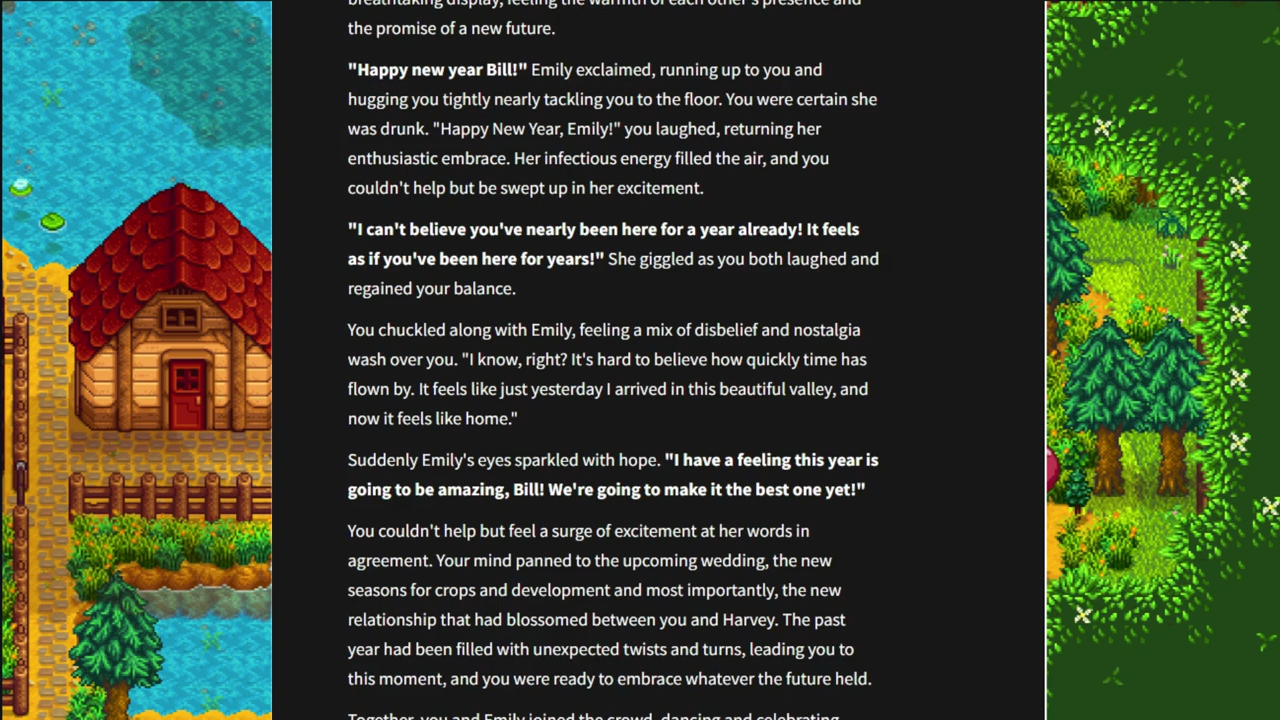 breathtaking display, feeling the warmth of each other's presence and
the promise of a new future.
"Happy new year Bill!" Emily exclaimed, running up to you and
hugging you tightly nearly tackling you to the floor. You were certain she
was drunk. "Happy New Year, Emily!" you laughed, returning her
enthusiastic embrace. Her infectious energy filled the air, and you
couldn't help but be swept up in her excitement.
"I can't believe you've nearly been here for a year already! It feels
as if you've been here for years!" She giggled as you both laughed and
regained your balance.
You chuckled along with Emily, feeling a mix of disbelief and nostalgia
wash over you. "I know, right? It's hard to believe how quickly time has
flown by. It feels like just yesterday I arrived in this beautiful valley, and
now it feels like home."
Suddenly Emily's eyes sparkled with hope. "I have a feeling this year is
going to be amazing, Bill! We're going to make it the best one yet!"
You couldn't help but feel a surge of excitement at her words in
agreement. Your mind panned to the upcoming wedding, the new
seasons for crops and development and most importantly, the new
relationship that had blossomed between you and Harvey. The past
year had been filled with unexpected twists and turns, leading you to
this moment, and you were ready to embrace whatever the future held.
Together, you and Emily joined the crowd, dancing and celebrating